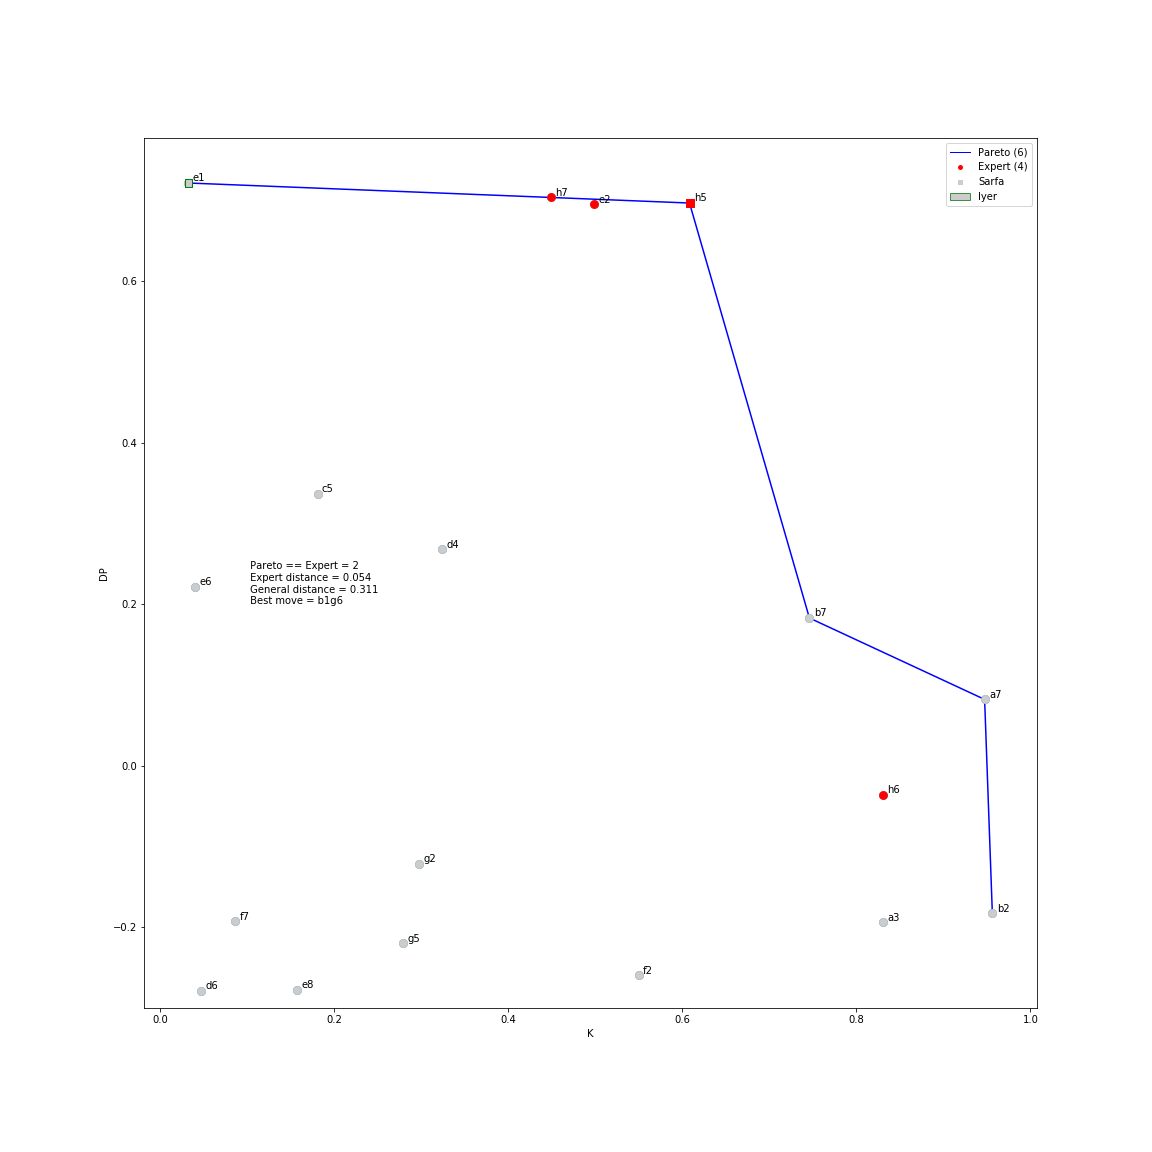 Pareto (6)
Expert (4)
Sarfa
Iyer
e1
h7
e2
h5
0.6
0.4
c5
d4
DP
Pareto == Expert = 2
Expert distance = 0.054
General distance = 0.311
Best move = b1g6
e6
0.2
b7
a7
0.0
h6
g2
b2
f7
a3
−0.2
g5
f2
d6
e8
0.0 0.2 0.4 0.6 0.8 1.0
K